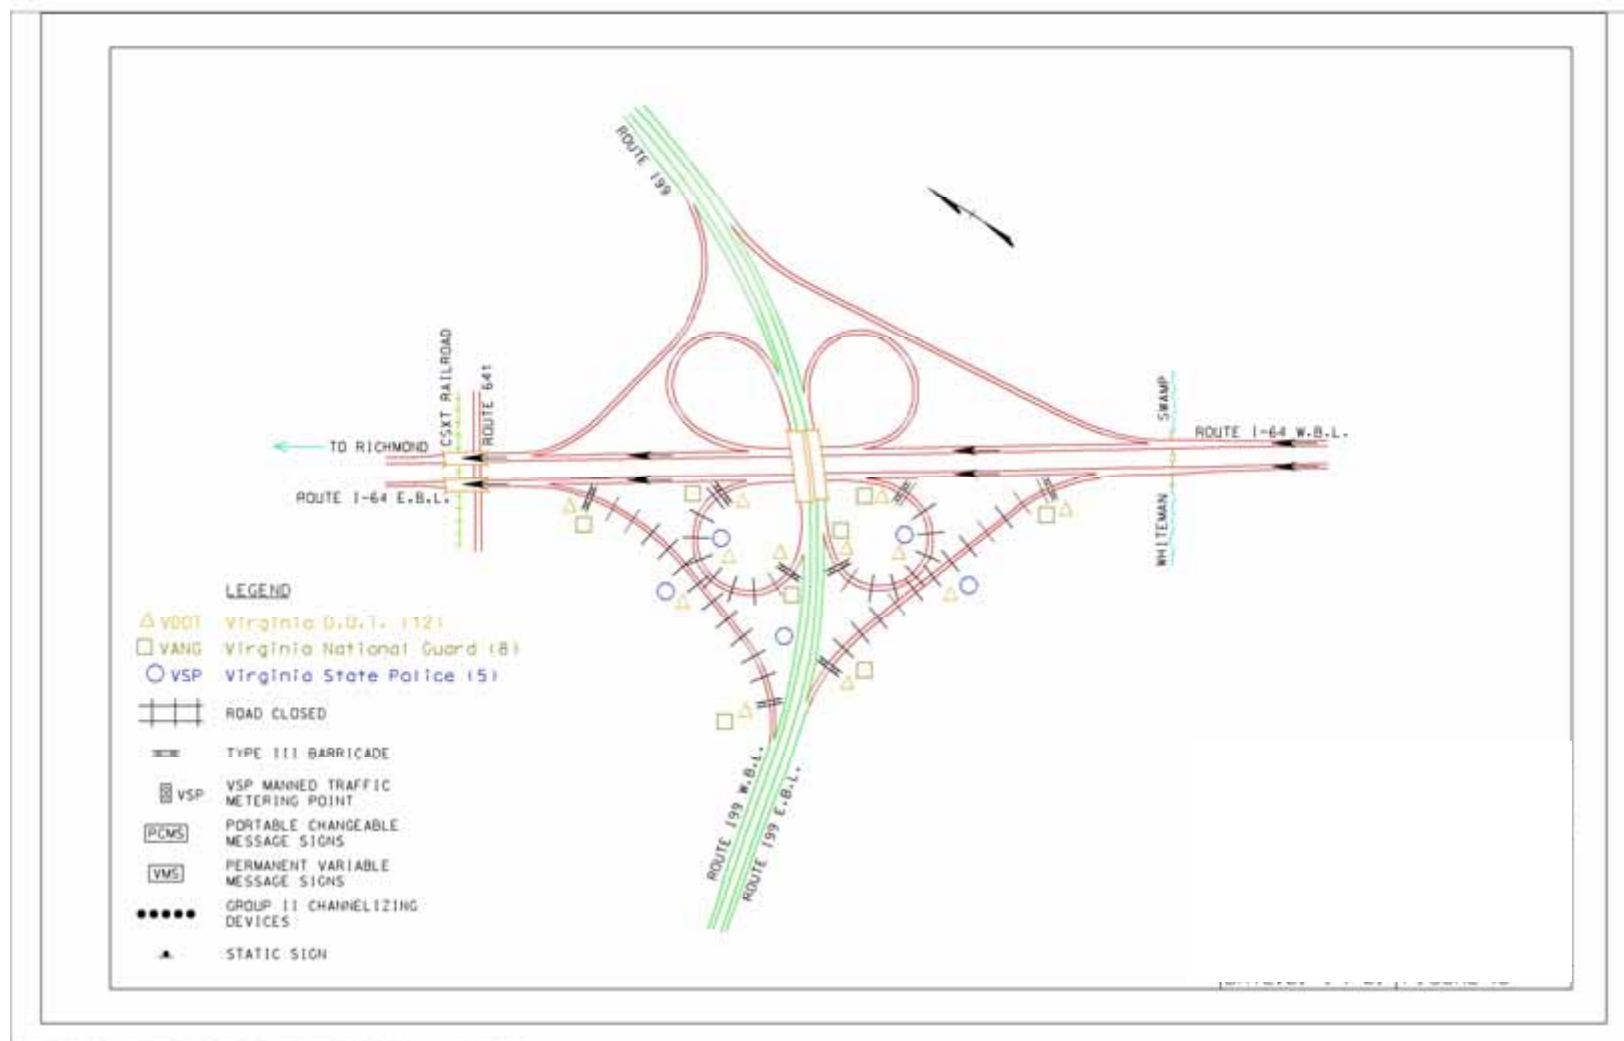 ROUTE 199
CSXT RAILROAD
ROUTE 641
SWAMP
TO RICHMOND
ROUTE I-64 W.B.L.
ROUTE I-64 E.B.L.
WHITEMAN
LEGEND
VDOT Virginia D.O.T. (12)
VANG Virginia National Guard (8)
VSP Virginia State Police (5)
ROAD CLOSED
TYPE III BARRICADE
VSP VSP MANNED TRAFFIC
METERING POINT
PCMS PORTABLE CHANGEABLE
MESSAGE SIGNS
VMS PERMANENT VARIABLE
MESSAGE SIGNS
GROUP II CHANNELIZING
DEVICES
STATIC SIGN
ROUTE 199 W.B.L.
ROUTE 199 E.B.L.